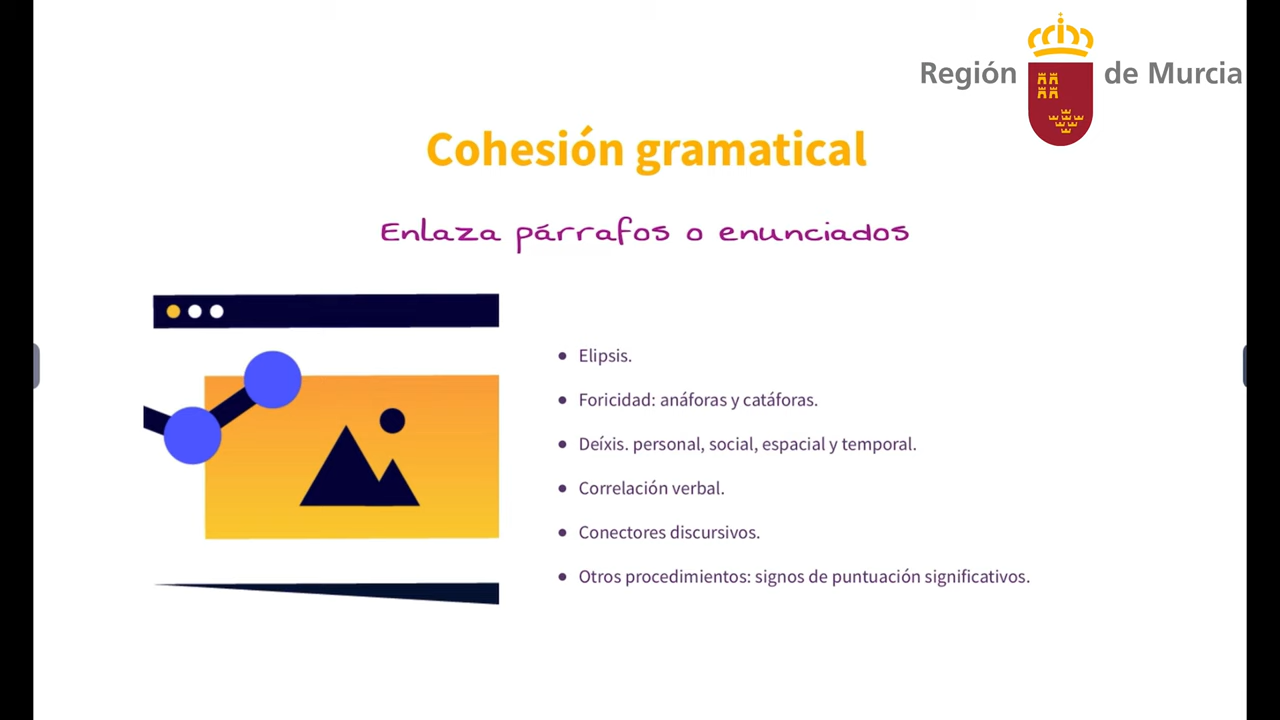 Región de Murcia
Cohesión gramatical
Enlaza párrafos o enunciados
Elipsis.
Foricidad: anáforas y catáforas.
Deíxis. personal, social, espacial y temporal.
Correlación verbal.
Conectores discursivos.
Otros procedimientos: signos de puntuación significativos.